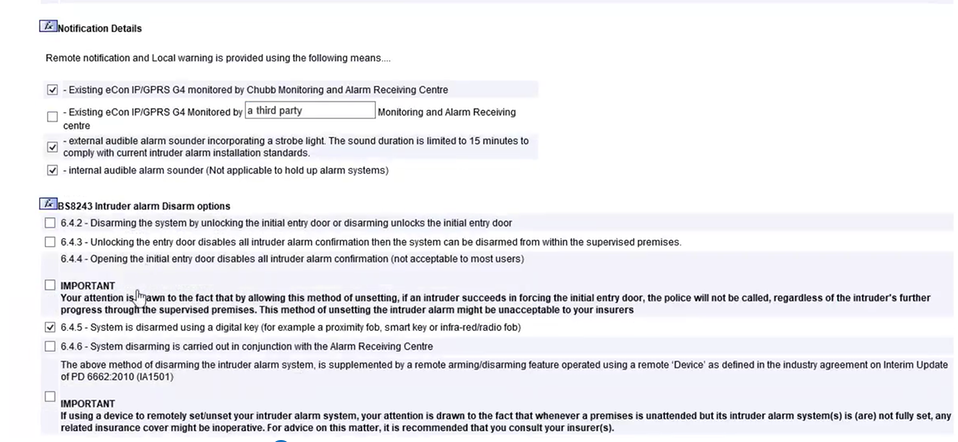 fx Notification Details
Remote notification and Local warning is provided using the following means....
- Existing eCon IP/GPRS G4 monitored by Chubb Monitoring and Alarm Receiving Centre
- Existing eCon IP/GPRS G4 Monitored by a third party Monitoring and Alarm Receiving
centre
- external audible alarm sounder incorporating a strobe light. The sound duration is limited to 15 minutes to
comply with current intruder alarm installation standards.
- internal audible alarm sounder (Not applicable to hold up alarm systems)
fx BS8243 Intruder alarm Disarm options
6.4.2 - Disarming the system by unlocking the initial entry door or disarming unlocks the initial entry door
6.4.3 - Unlocking the entry door disables all intruder alarm confirmation then the system can be disarmed from within the supervised premises.
6.4.4 - Opening the initial entry door disables all intruder alarm confirmation (not acceptable to most users)
IMPORTANT
Your attention is drawn to the fact that by allowing this method of unsetting, if an intruder succeeds in forcing the initial entry door, the police will not be called, regardless of the intruder's further
progress through the supervised premises. This method of unsetting the intruder alarm might be unacceptable to your insurers
6.4.5 - System is disarmed using a digital key (for example a proximity fob, smart key or infra-red/radio fob)
6.4.6 - System disarming is carried out in conjunction with the Alarm Receiving Centre
The above method of disarming the intruder alarm system, is supplemented by a remote arming/disarming feature operated using a remote 'Device' as defined in the industry agreement on Interim Update
of PD 6662:2010 (IA1501)
IMPORTANT
If using a device to remotely set/unset your intruder alarm system, your attention is drawn to the fact that whenever a premises is unattended but its intruder alarm system(s) is (are) not fully set, any
related insurance cover might be inoperative. For advice on this matter, it is recommended that you consult your insurer(s).